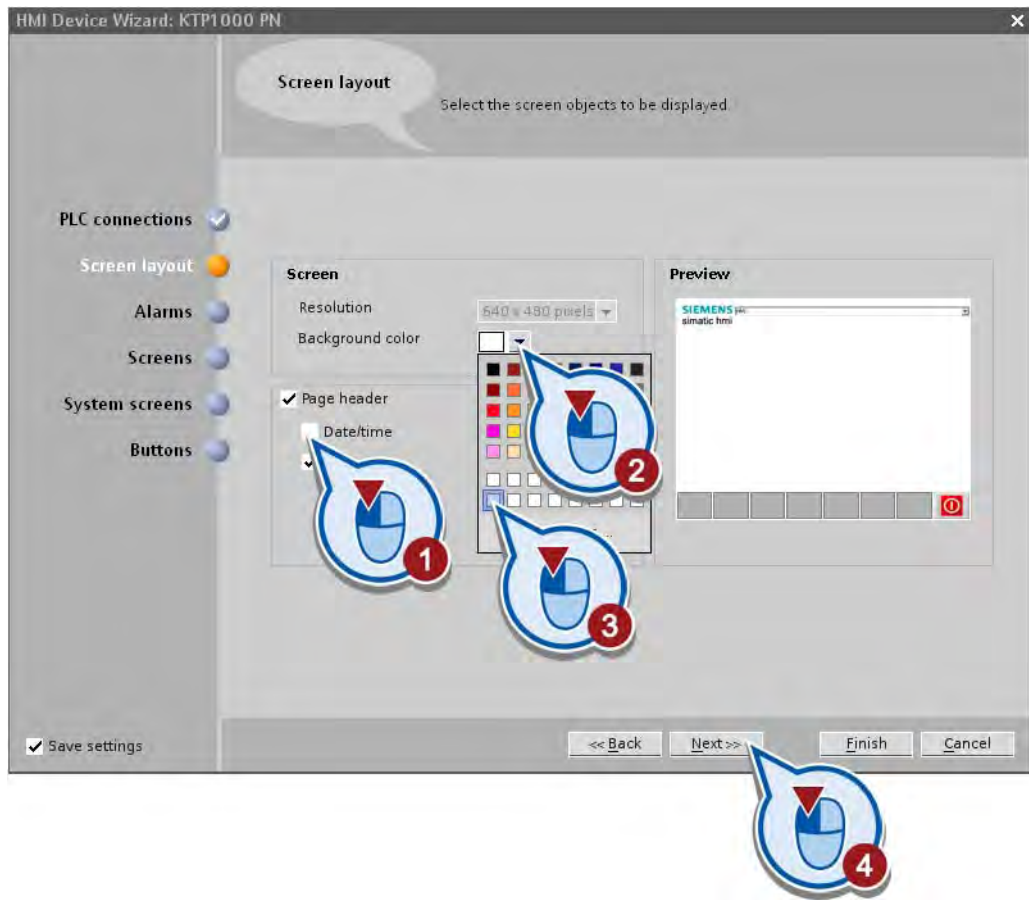 HMI Device Wizard: KTP1000 PN
Screen layout
Select the screen objects to be displayed.
PLC connections
Screen layout
Alarms
Screens
System screens
Buttons
Screen
Resolution
640 x 480 pixels
Background color
Page header
Date/time
Preview
SIEMENS
simatic hmi
1
2
3
Save settings
<< Back
Next >>
Finish
Cancel
4